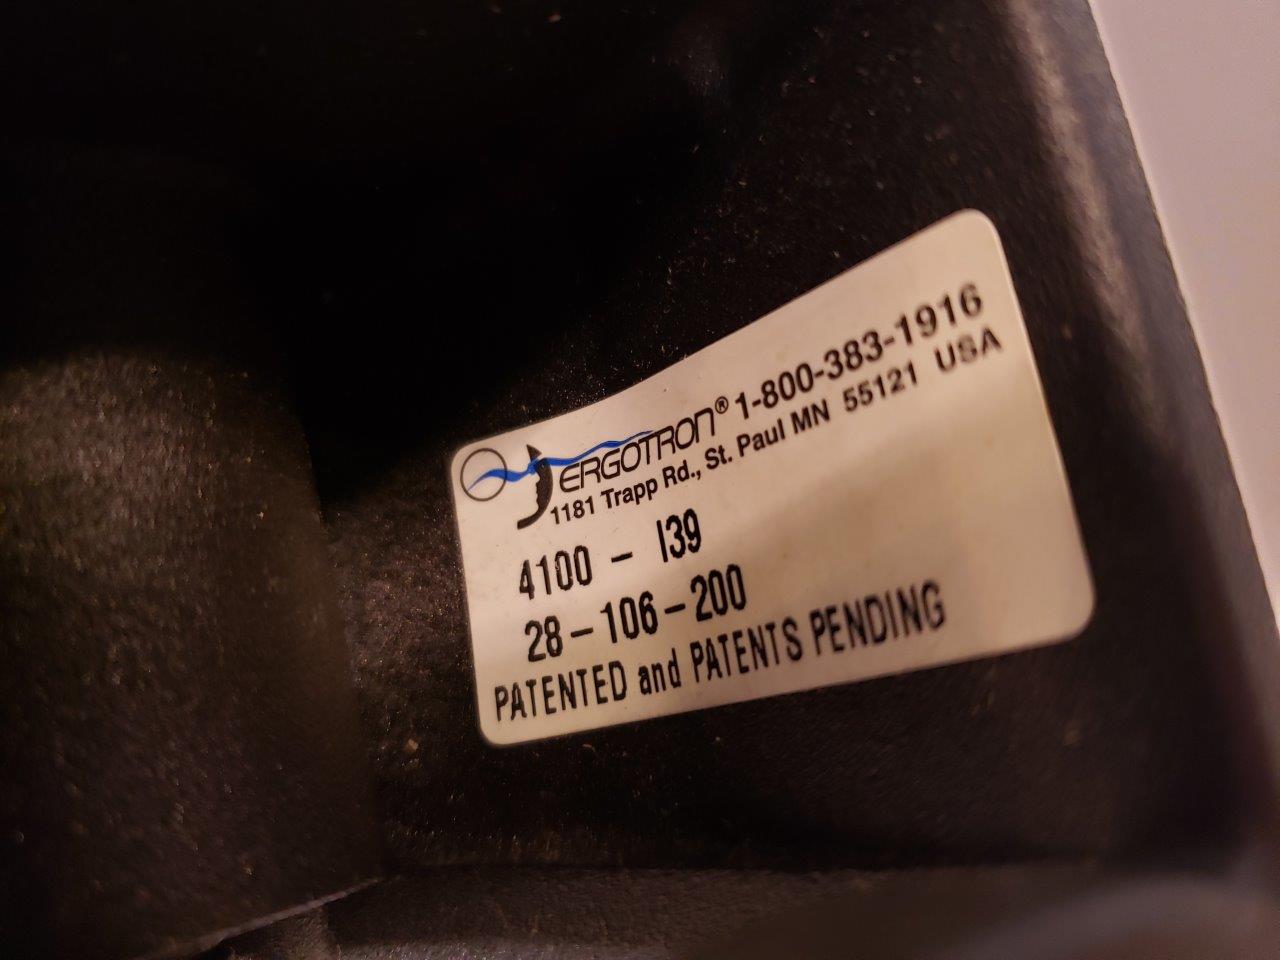 ERGOTRON® 1-800-383-1916
1181 Trapp Rd., St. Paul MN 55121 USA
4100 - I39
28-106-200
PATENTED and PATENTS PENDING